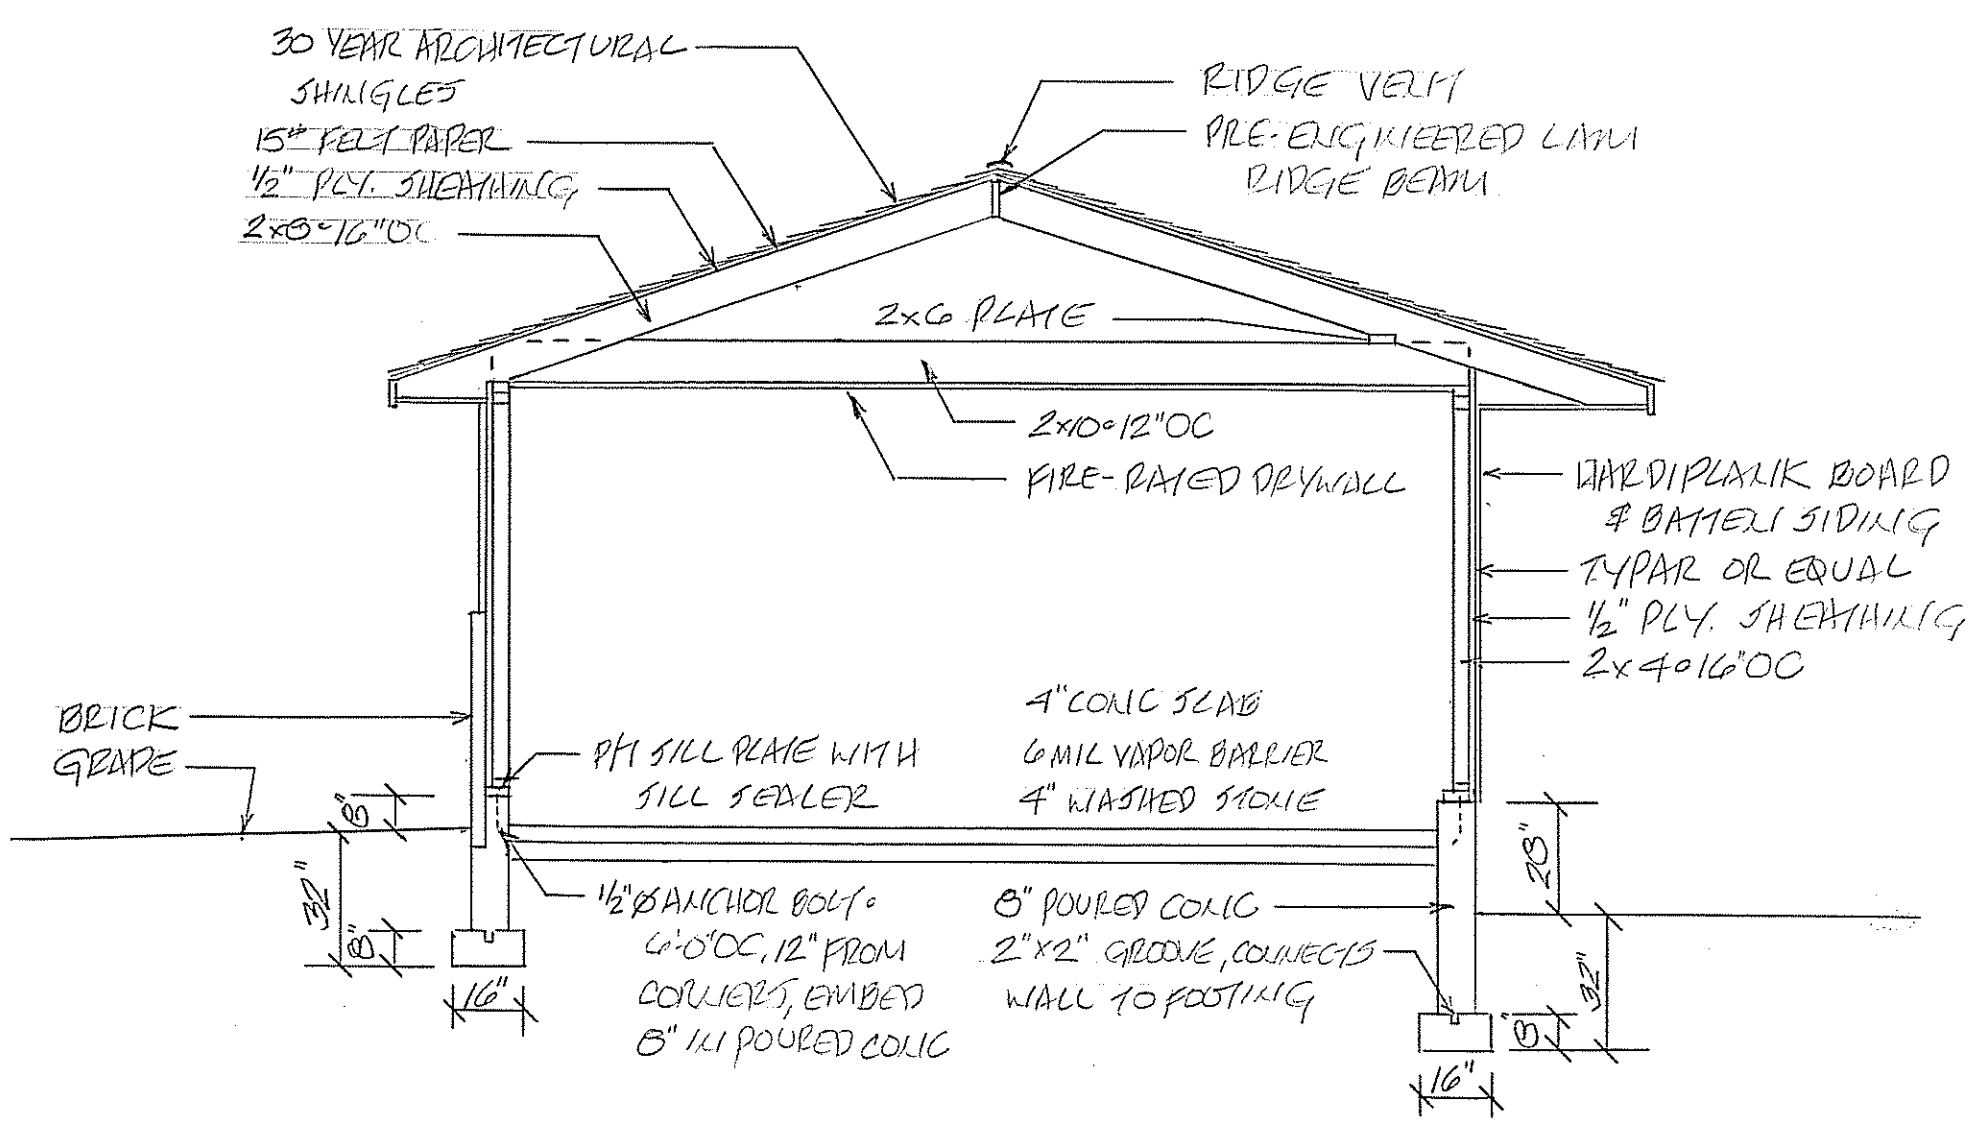 30 YEAR ARCHITECTURAL
SHINGLES
15# FELT PAPER
1/2" PLY. SHEATHING
2x8 • 16" OC
RIDGE VENT
PRE-ENGINEERED LAM
RIDGE BEAM
2x6 PLATE
2x10 • 12" OC
FIRE-RATED DRYWALL
HARDIPLANK BOARD
& BATTEN SIDING
TYPAR OR EQUAL
1/2" PLY. SHEATHING
2x4 • 16" OC
BRICK
GRADE
PT SILL PLATE WITH
SILL SEALER
4" CONC SLAB
6 MIL VAPOR BARRIER
4" WASHED STONE
8"
32"
8"
16"
1/2" Ø ANCHOR BOLT •
6'-0" OC, 12" FROM
CORNERS, EMBED
8" IN POURED CONC
8" POURED CONC
2" X 2" GROOVE, CONNECTS
WALL TO FOOTING
28"
32"
8"
16"